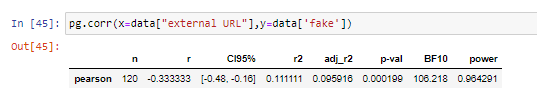 In [45]: pg.corr(x=data["external URL"],y=data['fake'])
Out[45]:
n r CI95% r2 adj_r2 p-val BF10 power
pearson 120 -0.333333 [-0.48, -0.16] 0.111111 0.095916 0.000199 106.218 0.964291